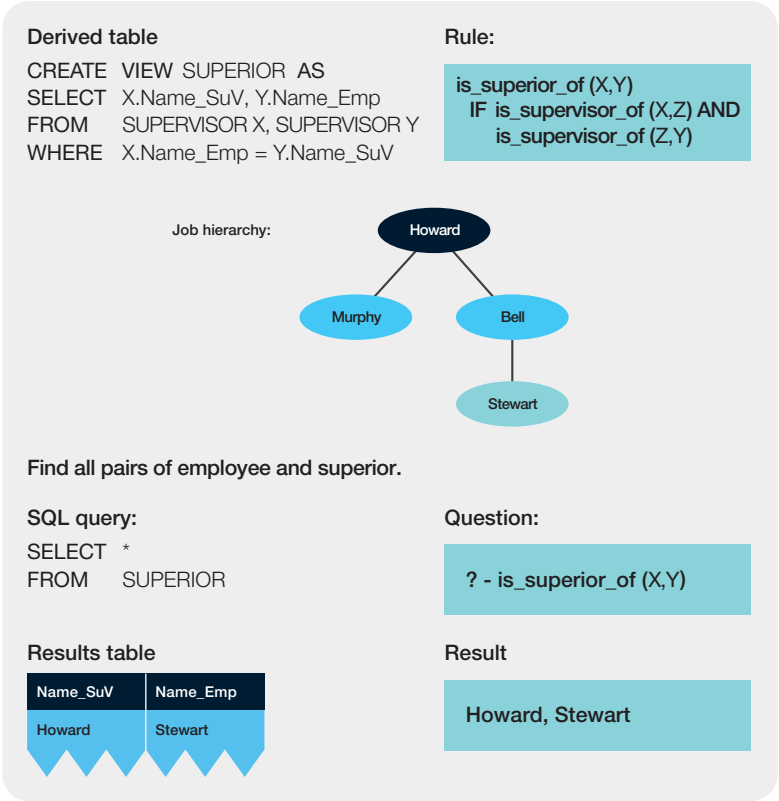 Derived table
CREATE VIEW SUPERIOR AS
SELECT X.Name_SuV, Y.Name_Emp
FROM SUPERVISOR X, SUPERVISOR Y
WHERE X.Name_Emp = Y.Name_SuV
Rule:
is_superior_of (X,Y)
IF is_supervisor_of (X,Z) AND
is_supervisor_of (Z,Y)
Job hierarchy:
Howard
Murphy
Bell
Stewart
Find all pairs of employee and superior.
SQL query:
SELECT *
FROM SUPERIOR
Question:
? - is_superior_of (X,Y)
Results table
Name_SuV Name_Emp
Howard Stewart
Result
Howard, Stewart